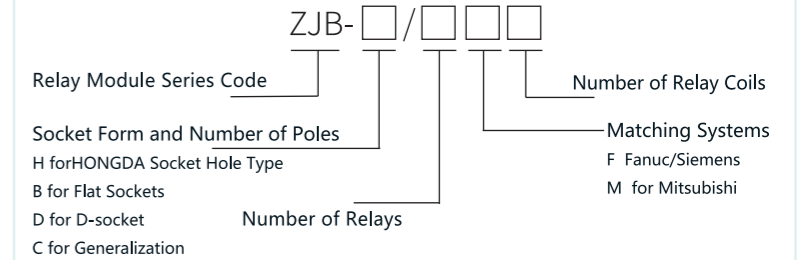 ZJB-□/□□□
Relay Module Series Code
Number of Relay Coils
Socket Form and Number of Poles
Matching Systems
H forHONGDA Socket Hole Type
F Fanuc/Siemens
B for Flat Sockets
M for Mitsubishi
D for D-socket
Number of Relays
C for Generalization